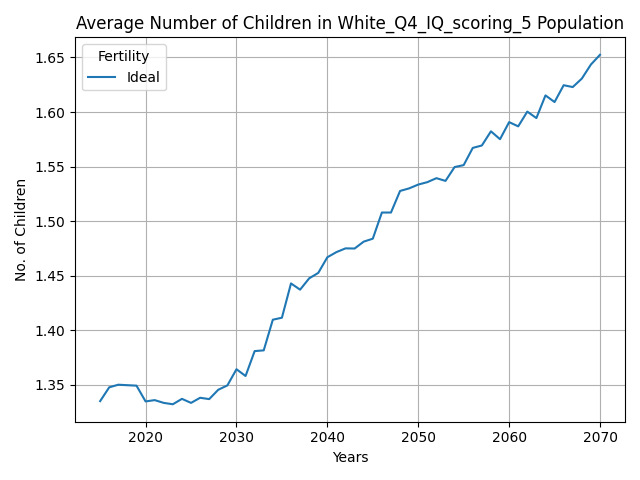 Average Number of Children in White_Q4_IQ_scoring_5 Population
Fertility
Ideal
No. of Children
1.65
1.60
1.55
1.50
1.45
1.40
1.35
2020 2030 2040 2050 2060 2070
Years